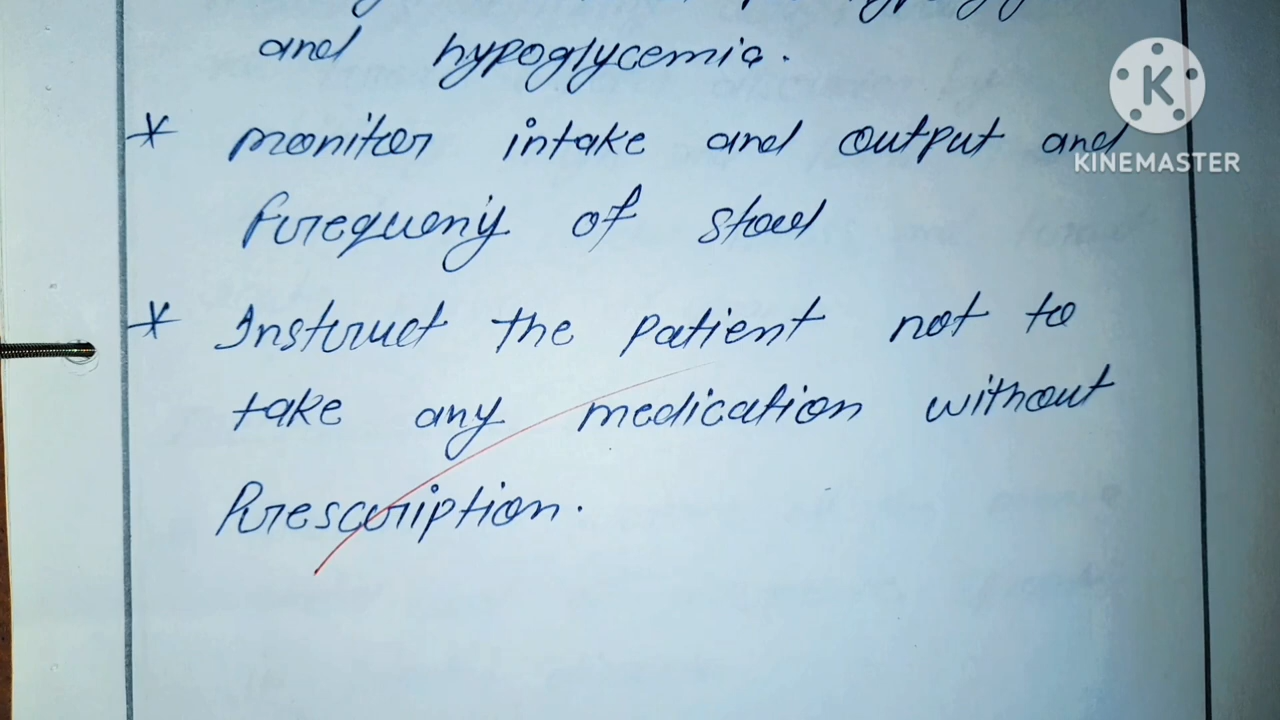 and hypoglycemia.
* monitor intake and output and
frequency of stool
* Instruct the patient not to
take any medication without
Prescription.
K
KINEMASTER